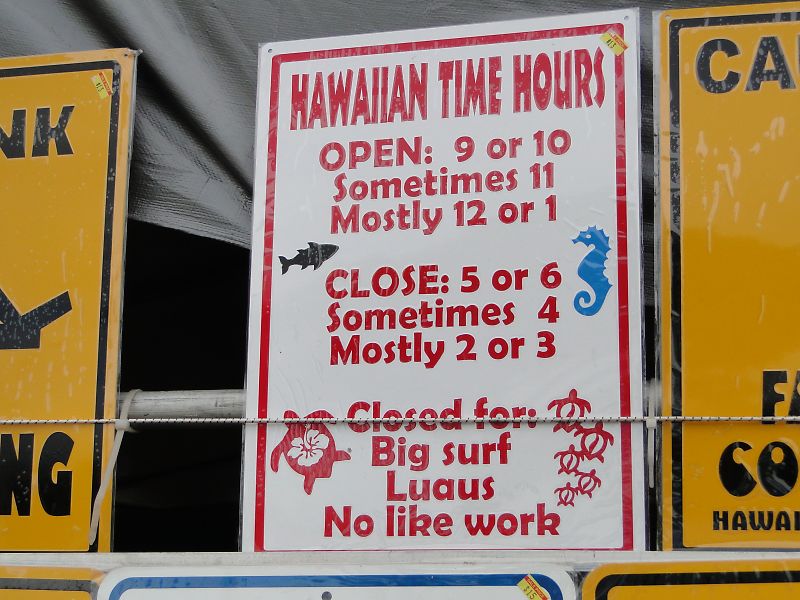 HAWAIIAN TIME HOURS
OPEN: 9 or 10
Sometimes 11
Mostly 12 or 1
CLOSE: 5 or 6
Sometimes 4
Mostly 2 or 3
Closed for:
Big surf
Luaus
No like work
NK
NG
CA
CO
HAWAI